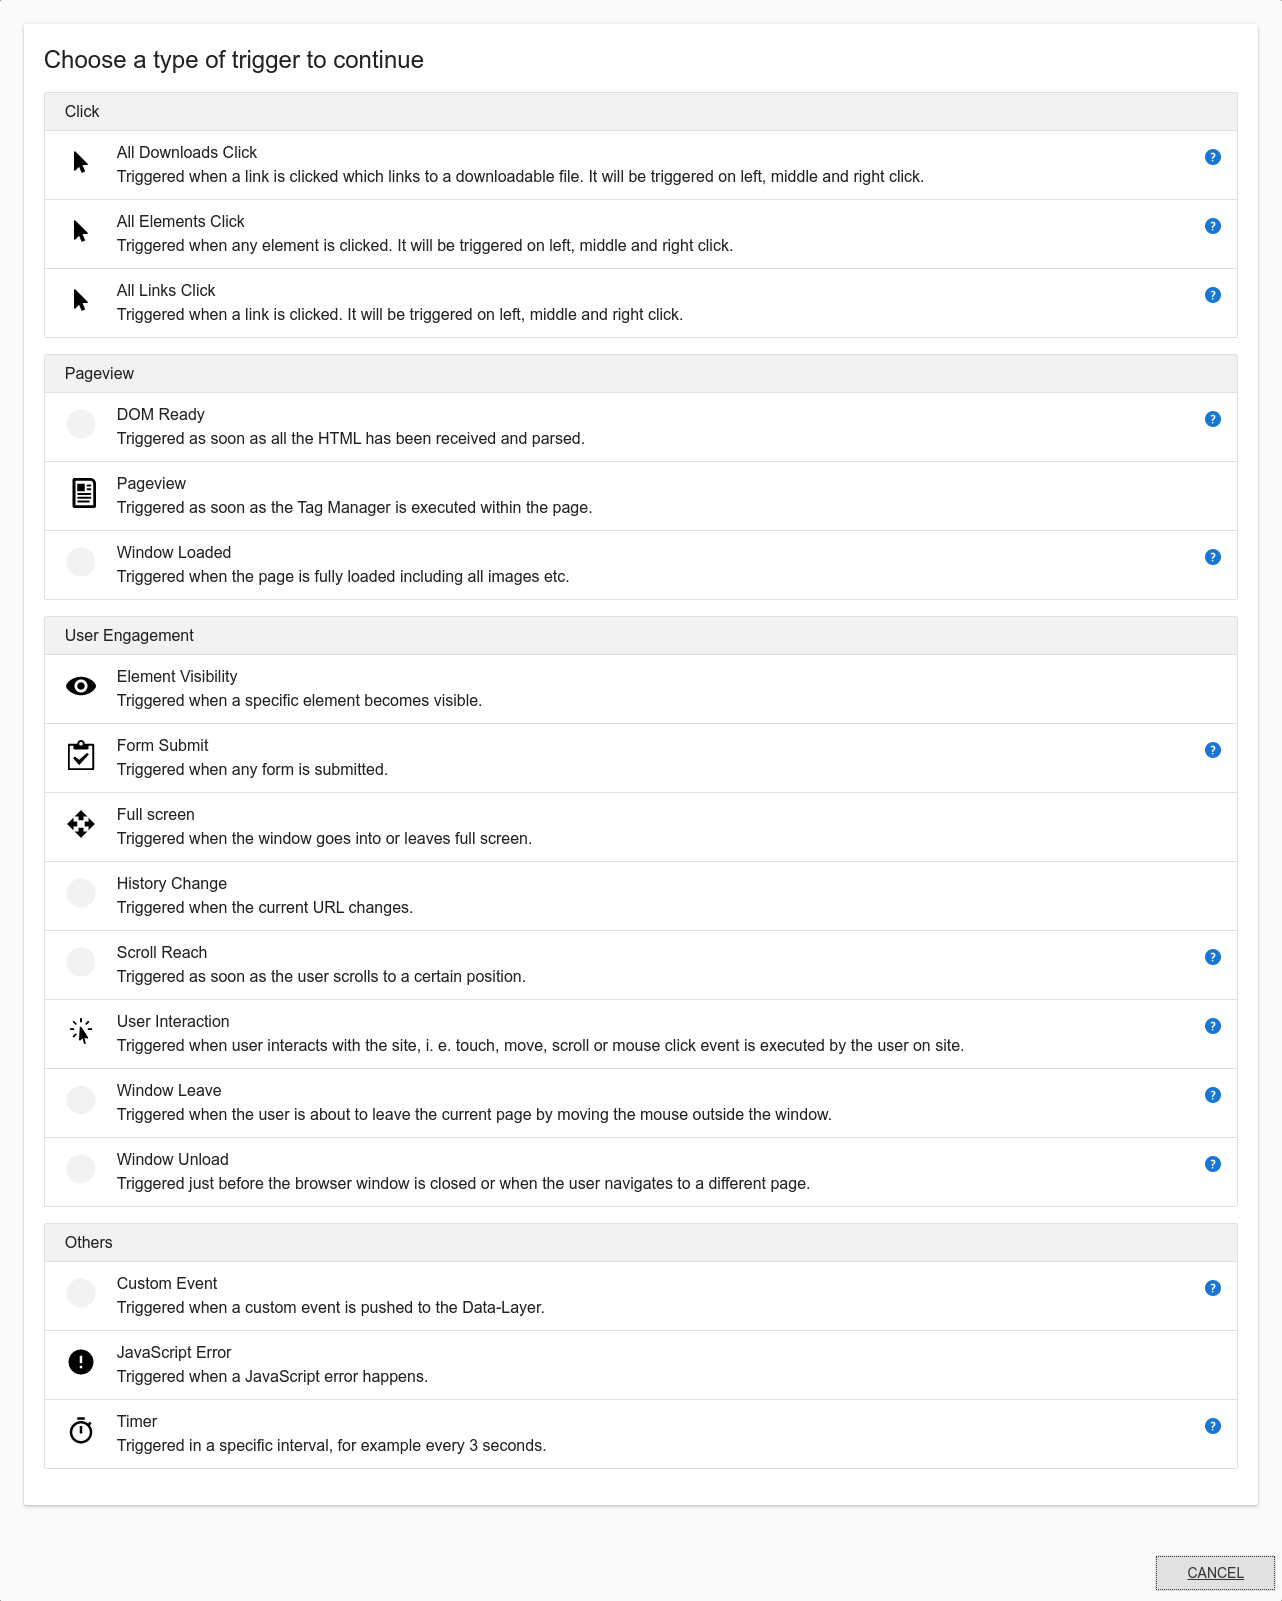 Choose a type of trigger to continue
Click
All Downloads Click
Triggered when a link is clicked which links to a downloadable file. It will be triggered on left, middle and right click.
?
All Elements Click
Triggered when any element is clicked. It will be triggered on left, middle and right click.
?
All Links Click
Triggered when a link is clicked. It will be triggered on left, middle and right click.
?
Pageview
DOM Ready
Triggered as soon as all the HTML has been received and parsed.
?
Pageview
Triggered as soon as the Tag Manager is executed within the page.
Window Loaded
Triggered when the page is fully loaded including all images etc.
?
User Engagement
Element Visibility
Triggered when a specific element becomes visible.
Form Submit
Triggered when any form is submitted.
?
Full screen
Triggered when the window goes into or leaves full screen.
History Change
Triggered when the current URL changes.
Scroll Reach
Triggered as soon as the user scrolls to a certain position.
?
User Interaction
Triggered when user interacts with the site, i. e. touch, move, scroll or mouse click event is executed by the user on site.
?
Window Leave
Triggered when the user is about to leave the current page by moving the mouse outside the window.
?
Window Unload
Triggered just before the browser window is closed or when the user navigates to a different page.
?
Others
Custom Event
Triggered when a custom event is pushed to the Data-Layer.
?
JavaScript Error
Triggered when a JavaScript error happens.
Timer
Triggered in a specific interval, for example every 3 seconds.
?
CANCEL